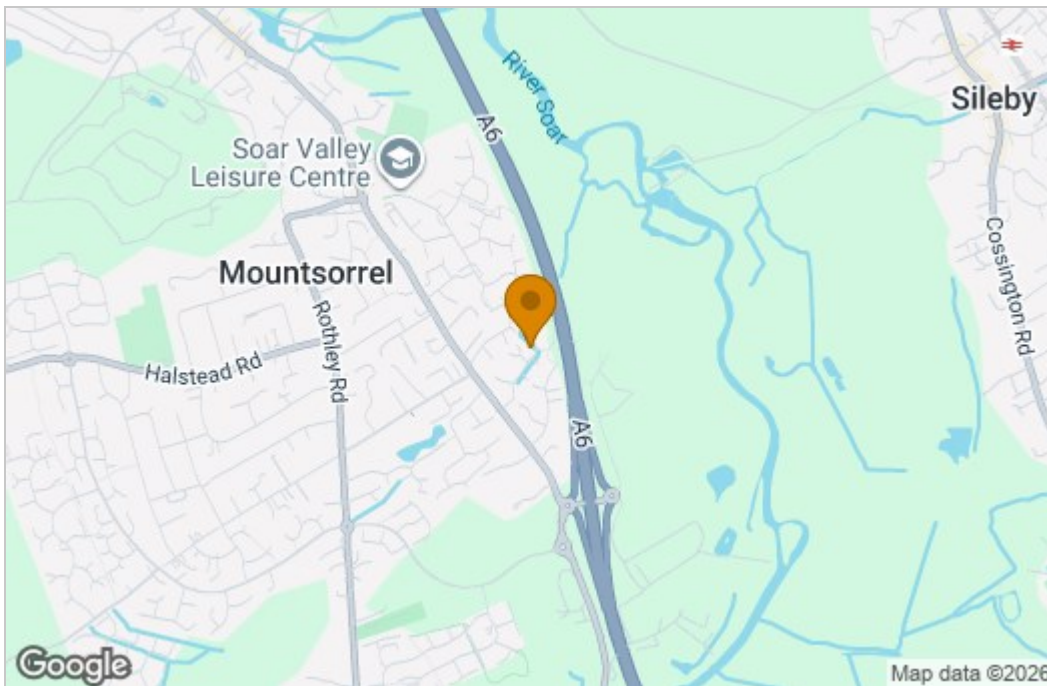 River Soar
A6
Sileby
Soar Valley
Leisure Centre
Cossington Rd
Mountsorrel
Rothley Rd
Halstead Rd
A6
Google
Map data ©2026